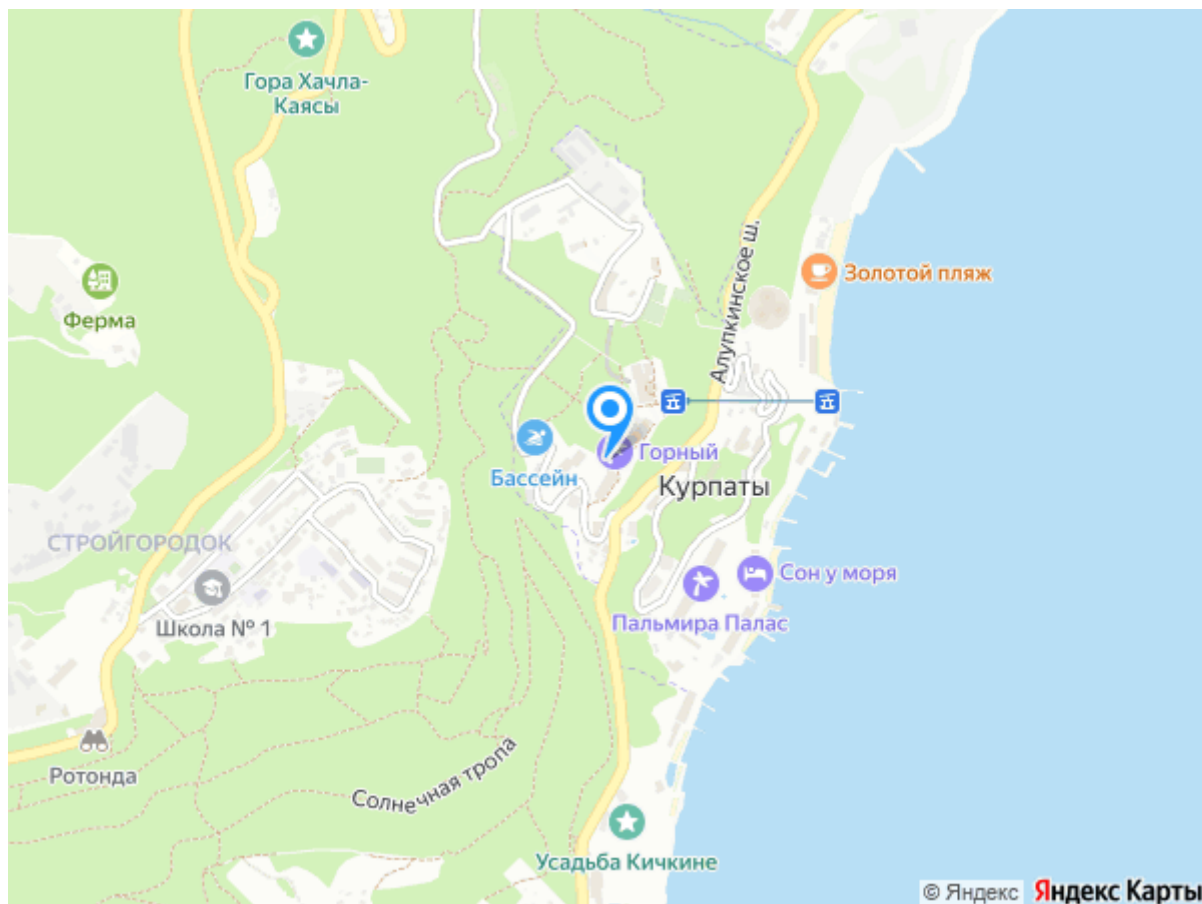 Гора Хачла-
Каясы
Алупкинское ш.
Золотой пляж
Ферма
Горный
Бассейн
Курпаты
СТРОЙГОРОДОК
Сон у моря
Школа № 1
Пальмира Палас
Ротонда
Солнечная тропа
Усадьба Кичкине
© Яндекс Яндекс Карты